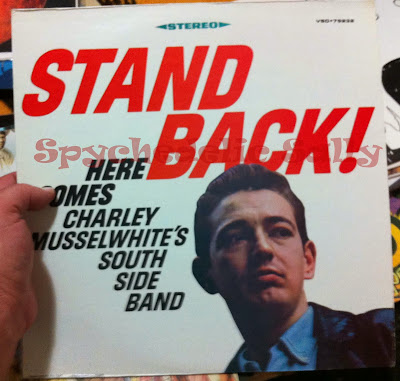 STEREO
VSD•79232
STAND
BACK!
Spychedelic Sally
HERE
COMES
CHARLEY
MUSSELWHITE'S
SOUTH
SIDE
BAND